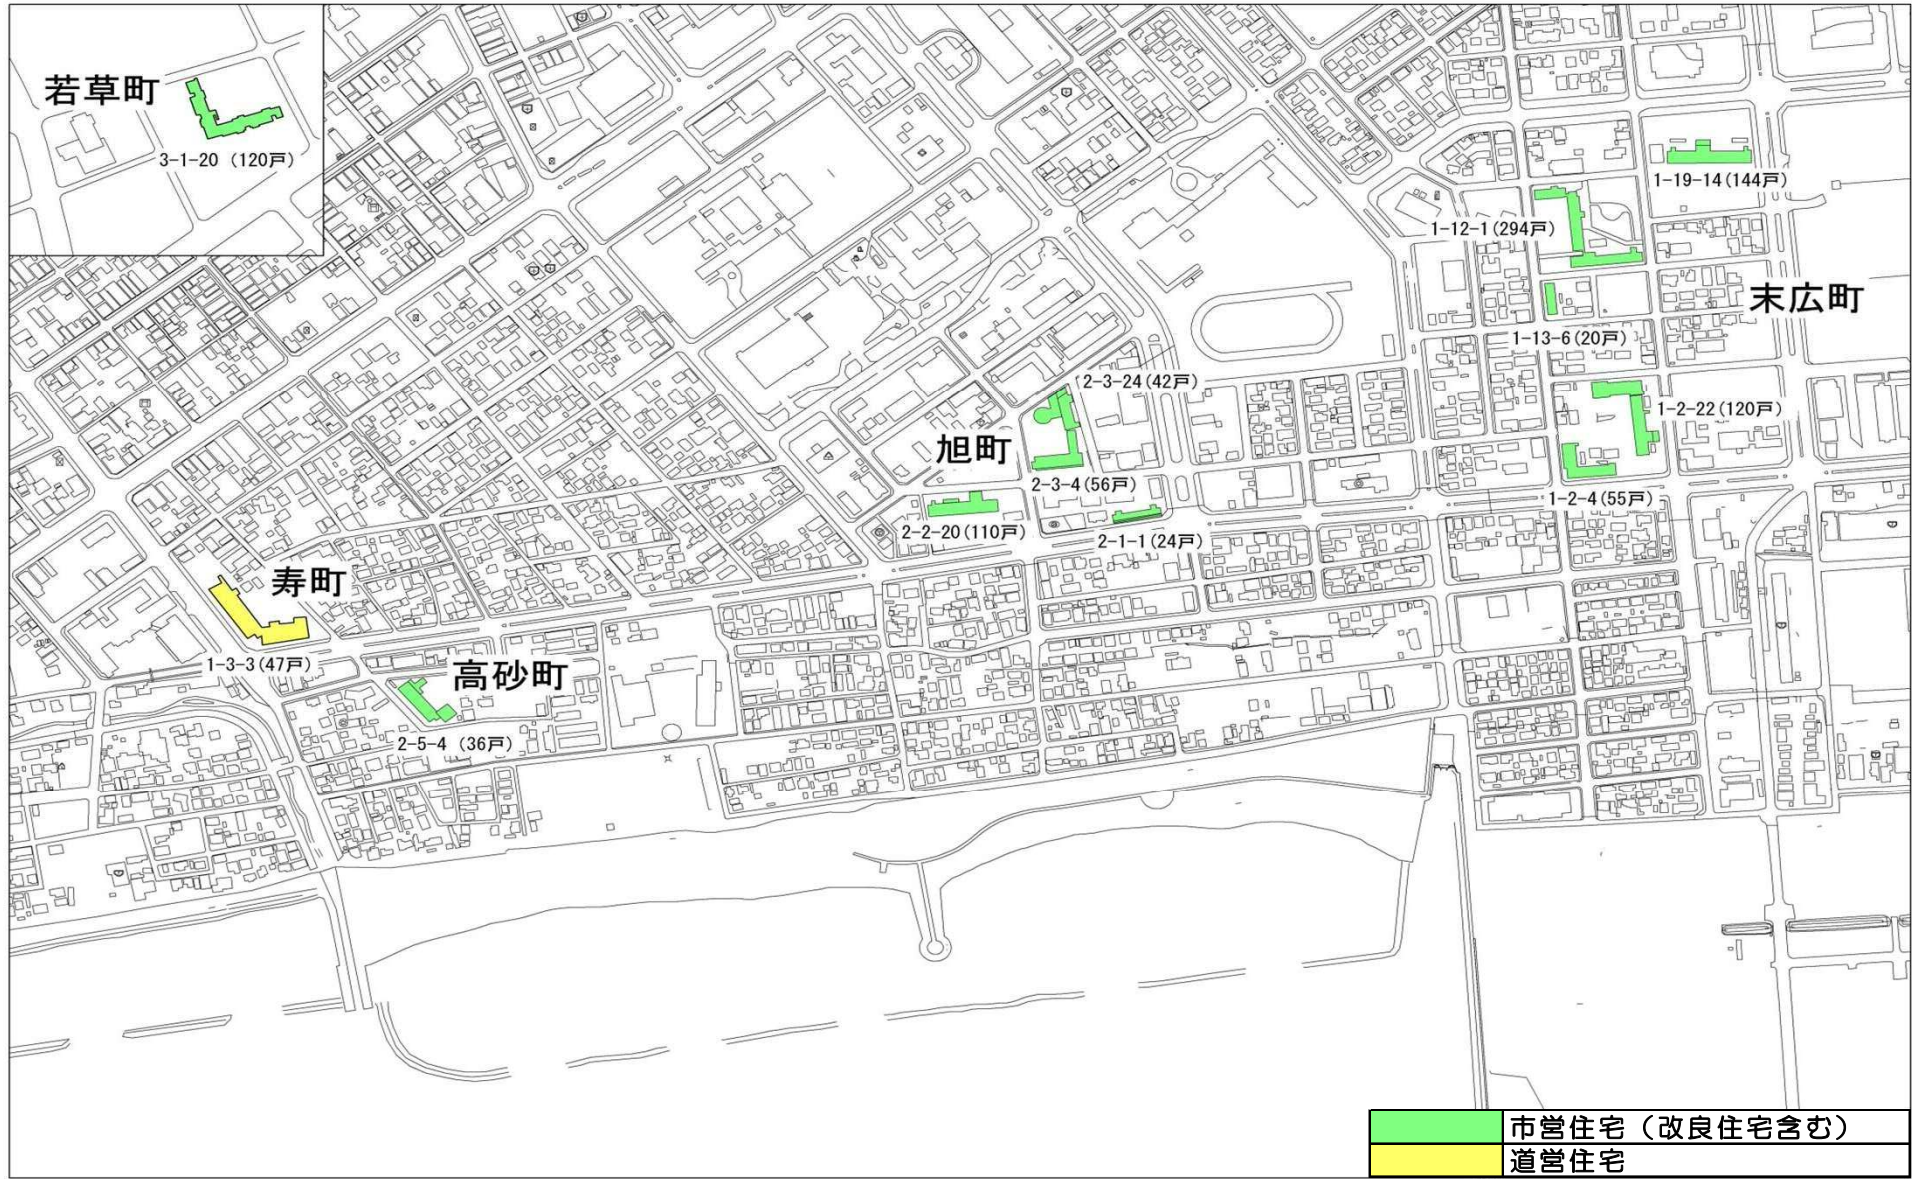 若草町
3-1-20 (120戸)
1-19-14(144戸)
1-12-1(294戸)
末広町
1-13-6(20戸)
2-3-24(42戸)
1-2-22(120戸)
旭町
2-3-4(56戸)
1-2-4(55戸)
2-2-20(110戸)
2-1-1(24戸)
寿町
1-3-3(47戸)
高砂町
2-5-4 (36戸)
市営住宅（改良住宅含む）
道営住宅